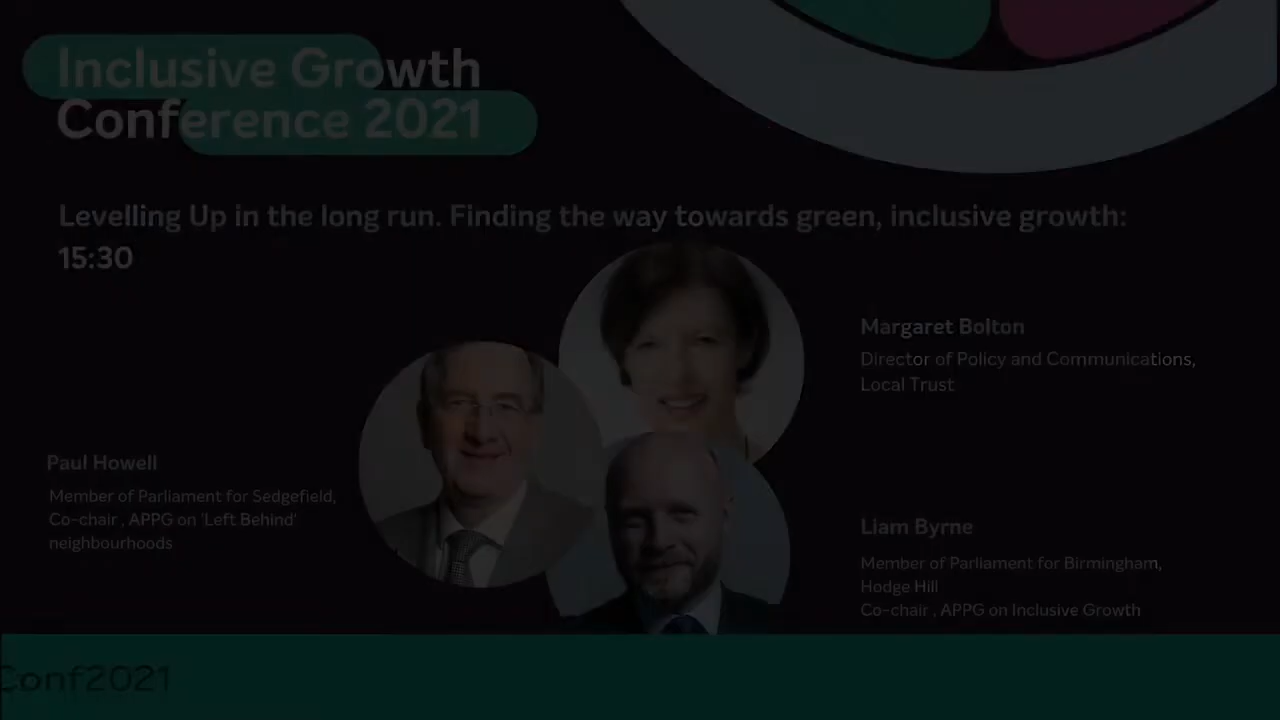 Inclusive Growth
Conference 2021
Levelling Up in the long run. Finding the way towards green, inclusive growth:
15:30
Margaret Bolton
Director of Policy and Communications,
Local Trust
Paul Howell
Member of Parliament for Sedgefield,
Co-chair , APPG on 'Left Behind'
neighbourhoods
Liam Byrne
Member of Parliament for Birmingham,
Hodge Hill
Co-chair , APPG on Inclusive Growth
Conf2021